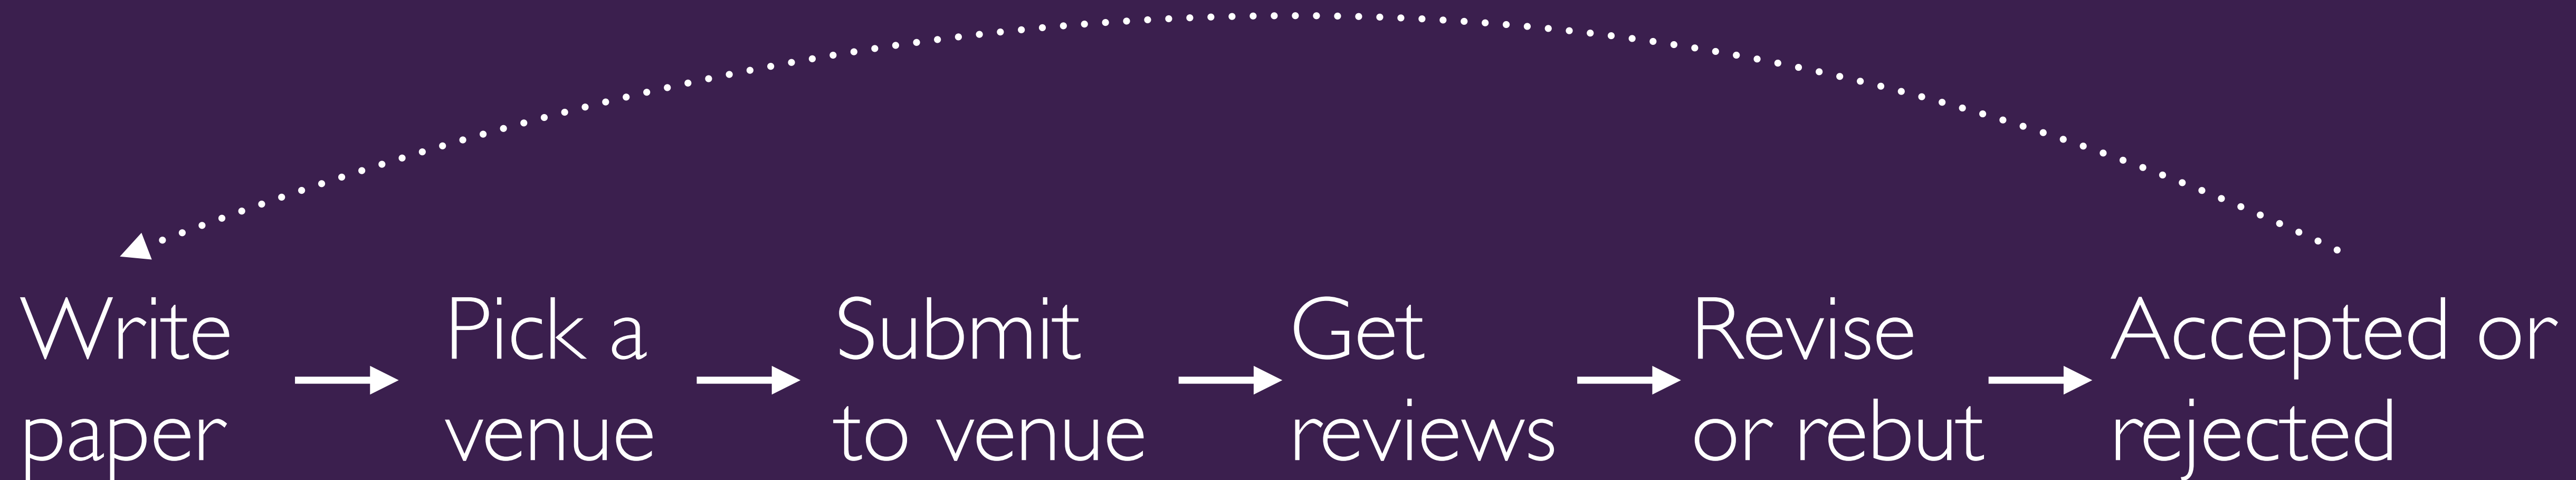 Write
paper
Pick a
venue
Submit
to venue
Get
reviews
Revise
or rebut
Accepted or
rejected